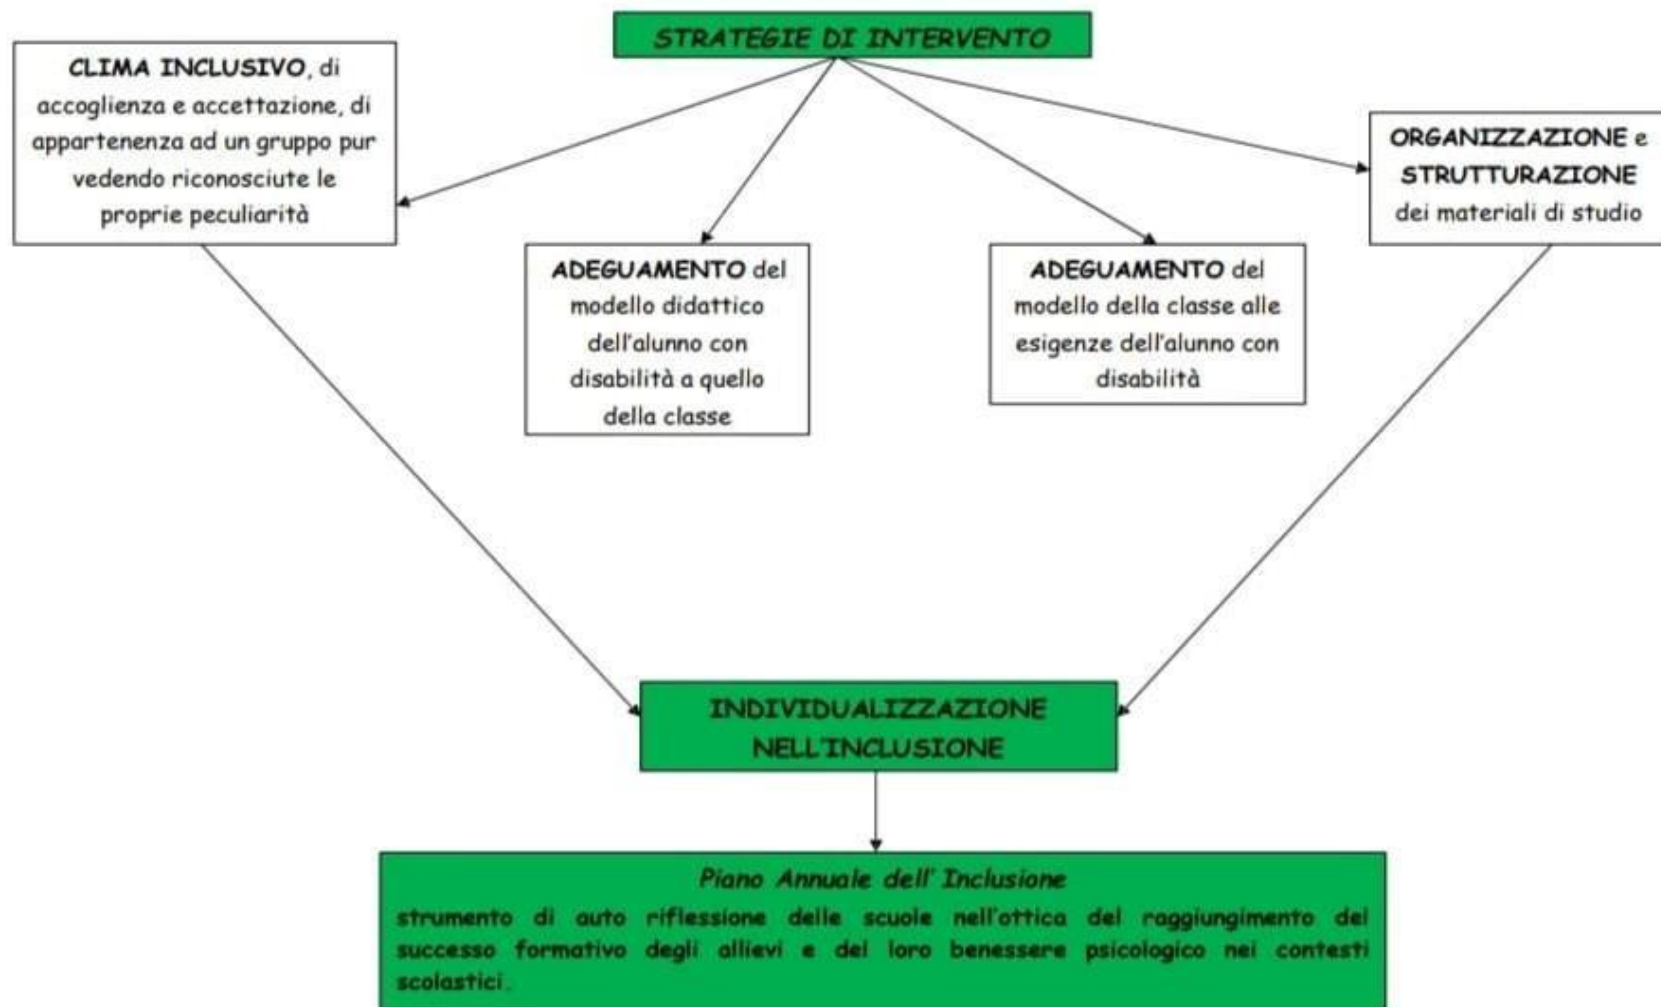 STRATEGIE DI INTERVENTO
CLIMA INCLUSIVO, di
accoglienza e accettazione, di
appartenenza ad un gruppo pur
vedendo riconosciute le
proprie peculiarità
ADEGUAMENTO del
modello didattico
dell'alunno con
disabilità a quello
della classe
ADEGUAMENTO del
modello della classe alle
esigenze dell'alunno con
disabilità
ORGANIZZAZIONE e
STRUTTURAZIONE
dei materiali di studio
INDIVIDUALIZZAZIONE
NELL'INCLUSIONE
Piano Annuale dell' Inclusione
strumento di auto riflessione delle scuole nell'ottica del raggiungimento del
successo formativo degli allievi e del loro benessere psicologico nei contesti
scolastici.